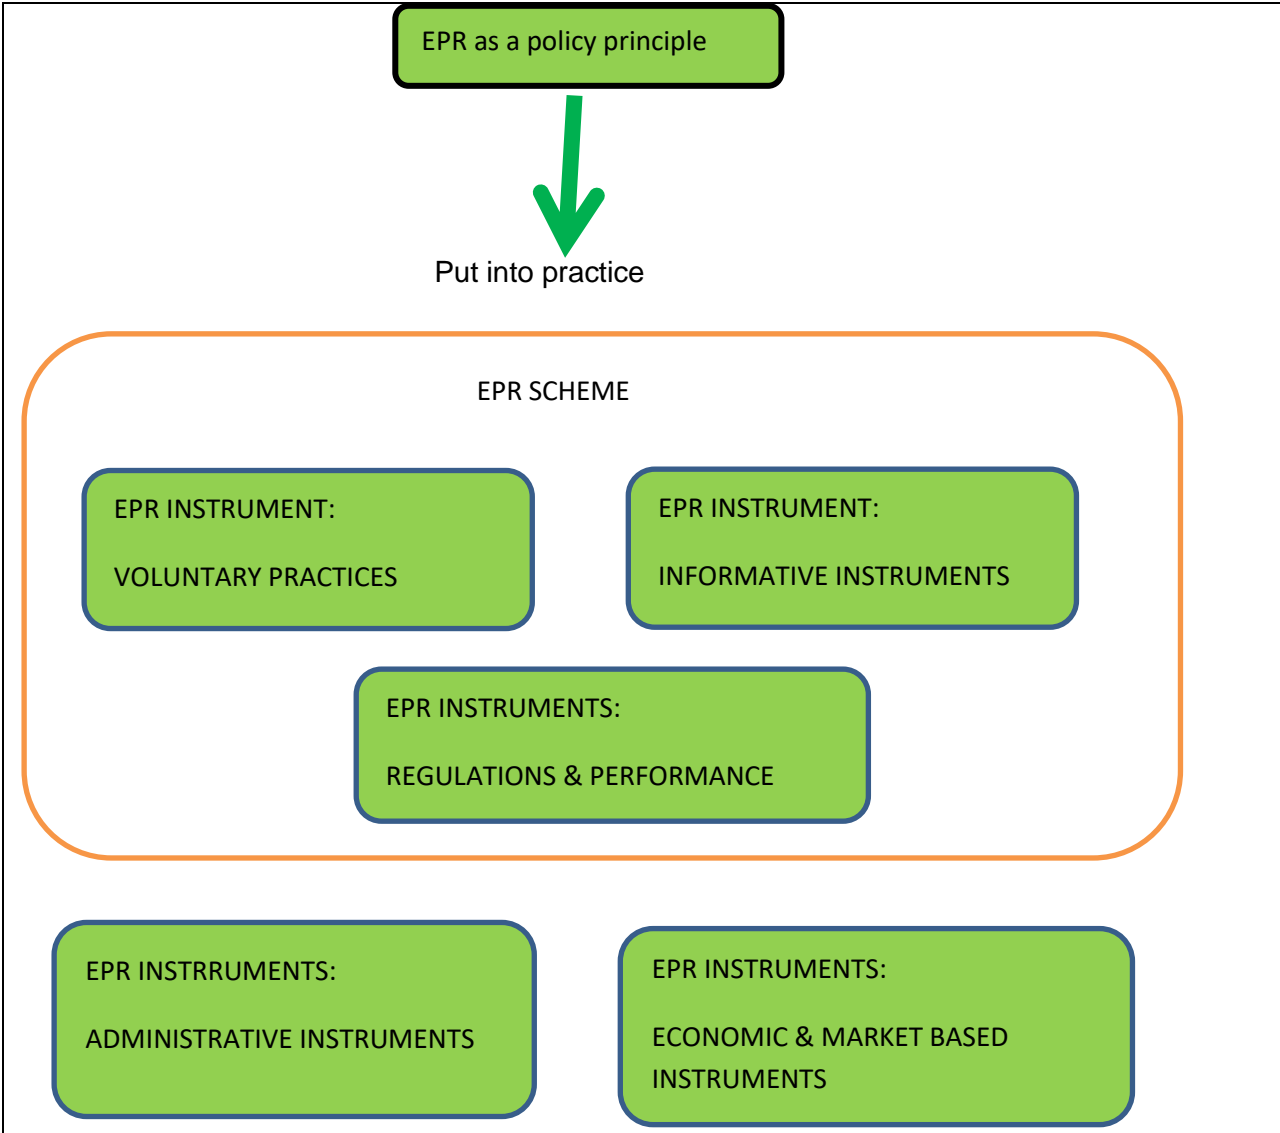 EPR as a policy principle
Put into practice
EPR SCHEME
EPR INSTRUMENT:
VOLUNTARY PRACTICES
EPR INSTRUMENT:
INFORMATIVE INSTRUMENTS
EPR INSTRUMENTS:
REGULATIONS & PERFORMANCE
EPR INSTRRUMENTS:
ADMINISTRATIVE INSTRUMENTS
EPR INSTRUMENTS:
ECONOMIC & MARKET BASED
INSTRUMENTS